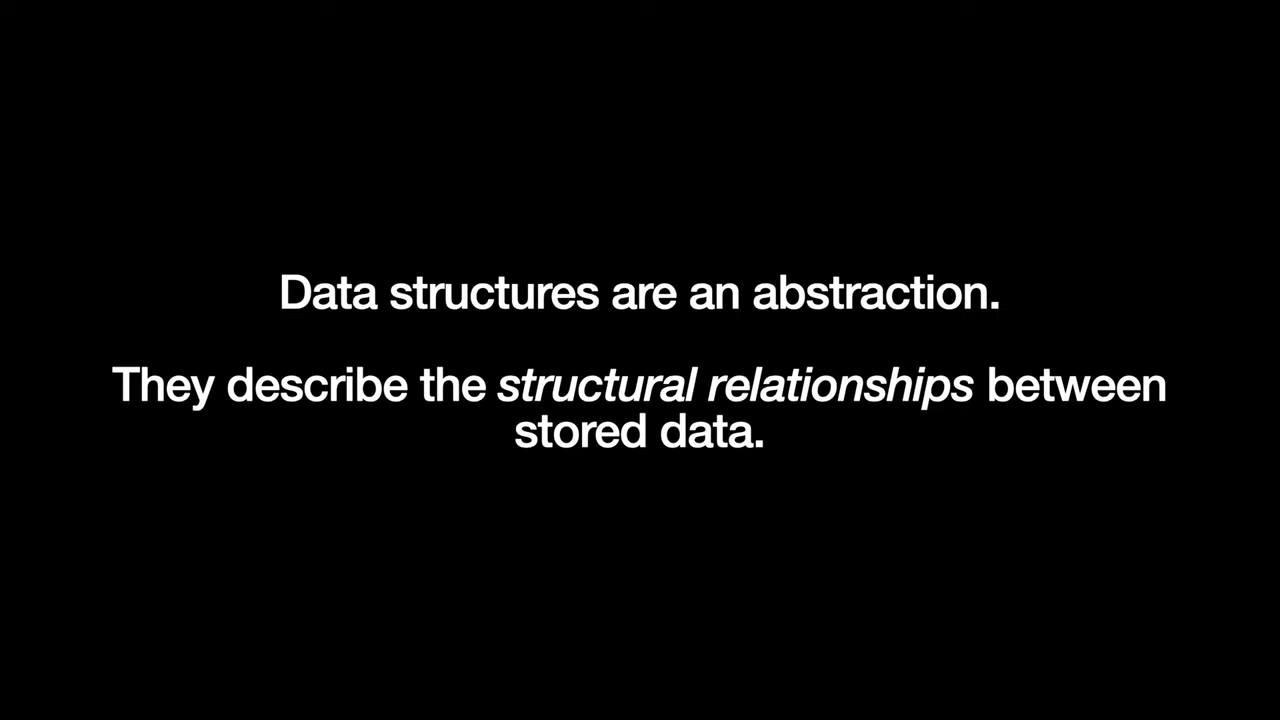 Data structures are an abstraction.
They describe the structural relationships between
stored data.